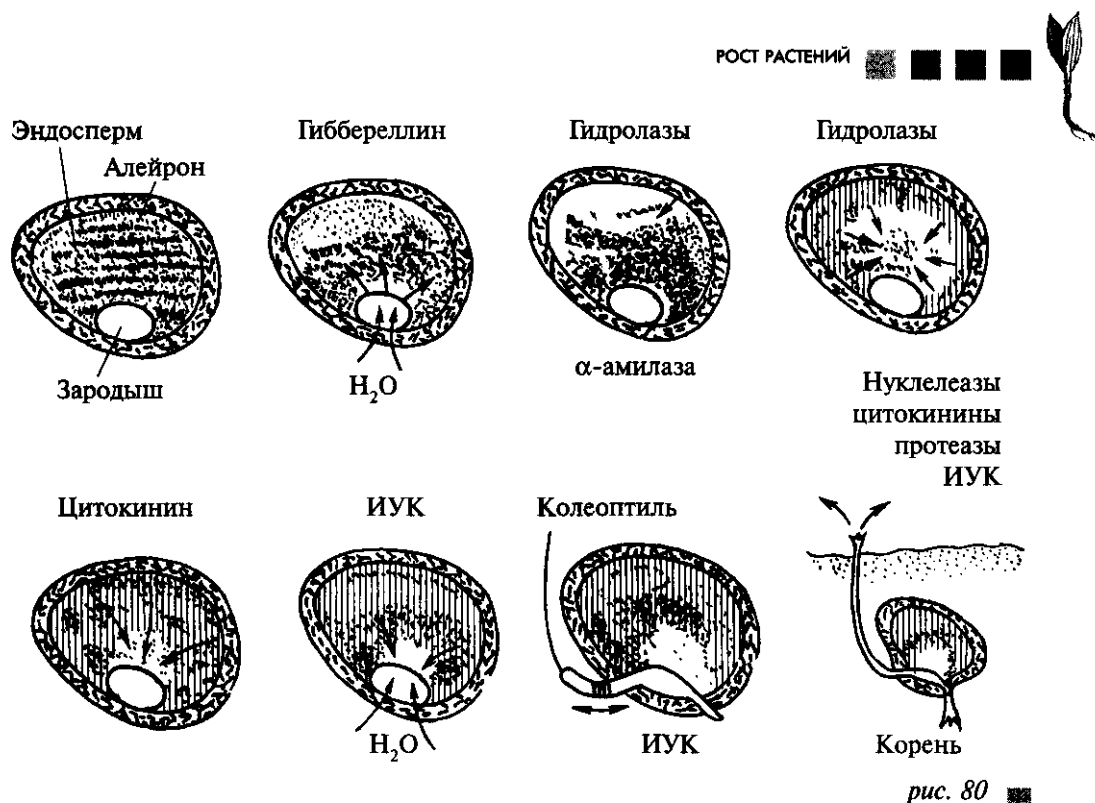 РОСТ РАСТЕНИЙ
Эндосперм
Алейрон
Гиббереллин
Гидролазы
Гидролазы
Зародыш
H₂O
α-амилаза
Нуклелеазы
цитокинины
протеазы
ИУК
Цитокинин
ИУК
Колеоптиль
H₂O
ИУК
Корень
рис. 80